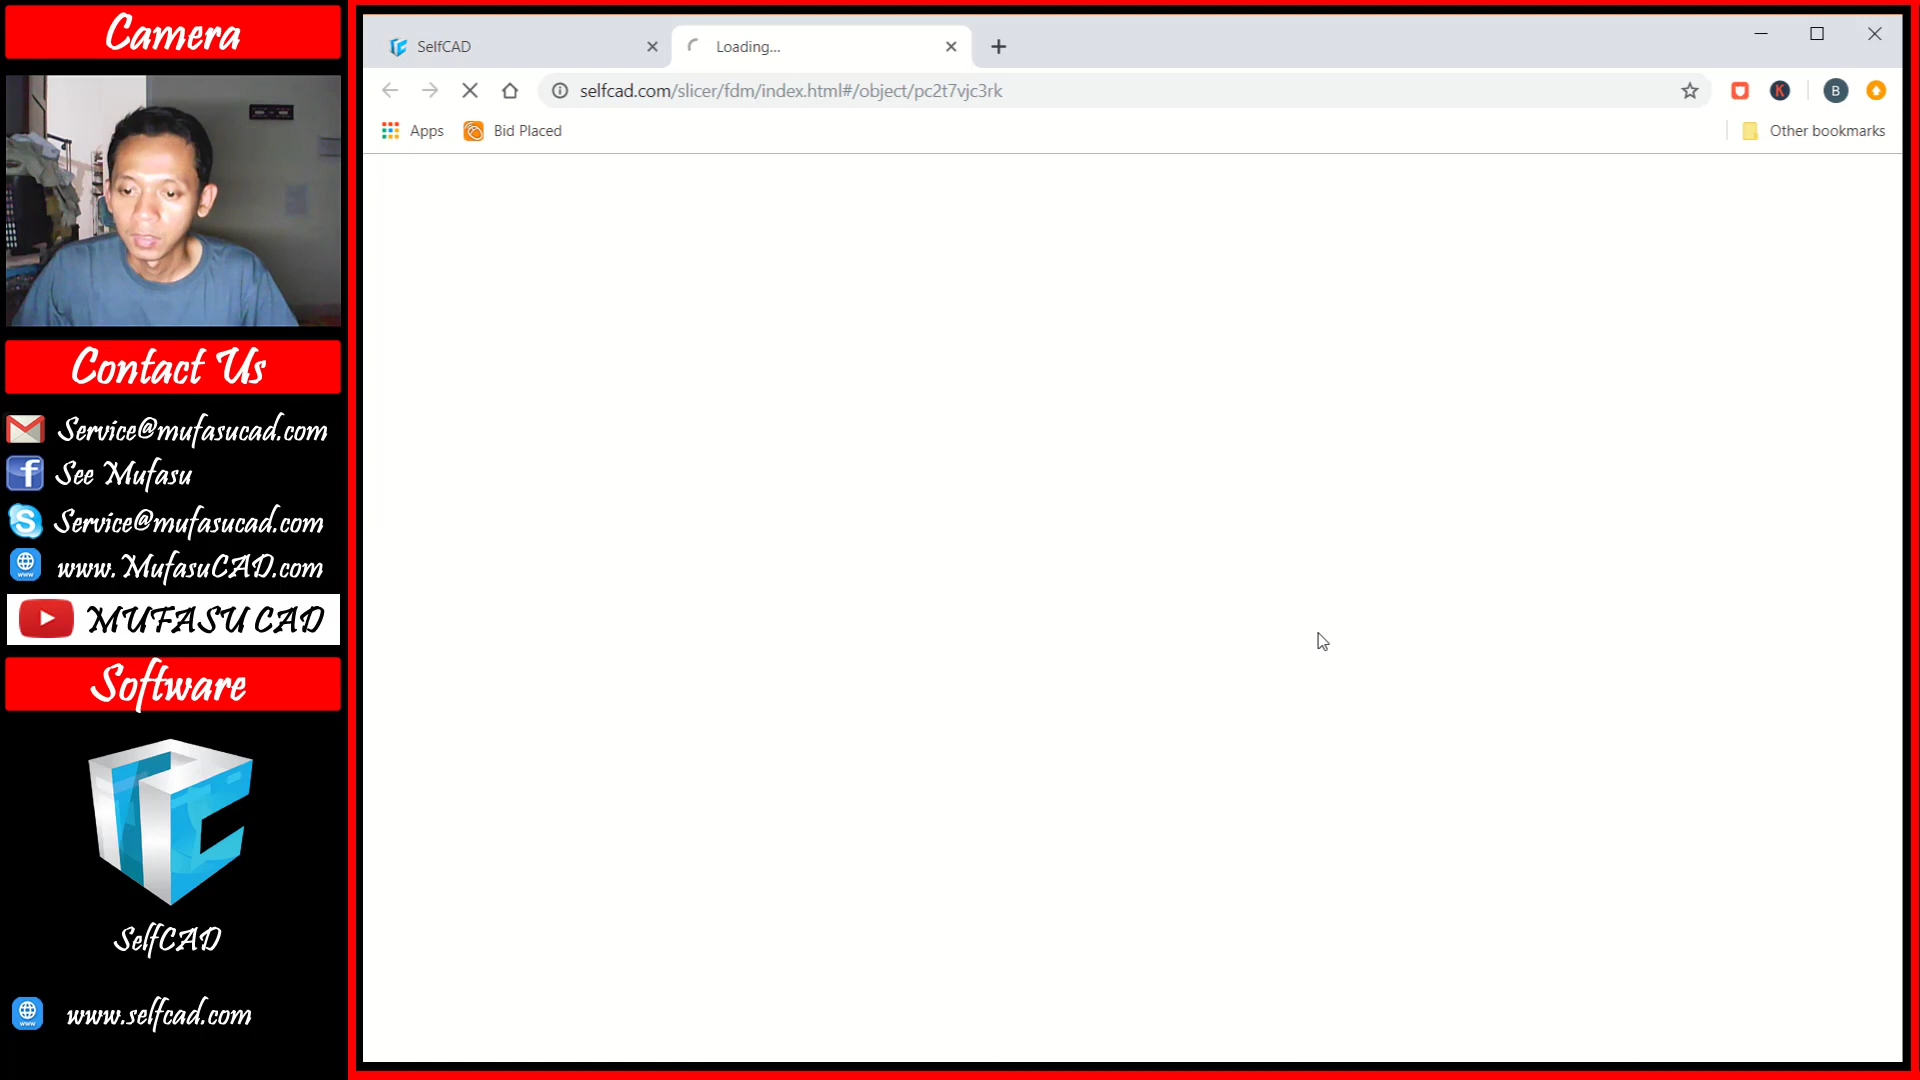 Camera
Contact Us
Service@mufasucad.com
See Mufasu
Service@mufasucad.com
www.MufasuCAD.com
MUFASU CAD
Software
SelfCAD
www.selfcad.com
SelfCAD
Loading...
selfcad.com/slicer/fdm/index.html#/object/pc2t7vjc3rk
K
B
Apps
Bid Placed
Other bookmarks